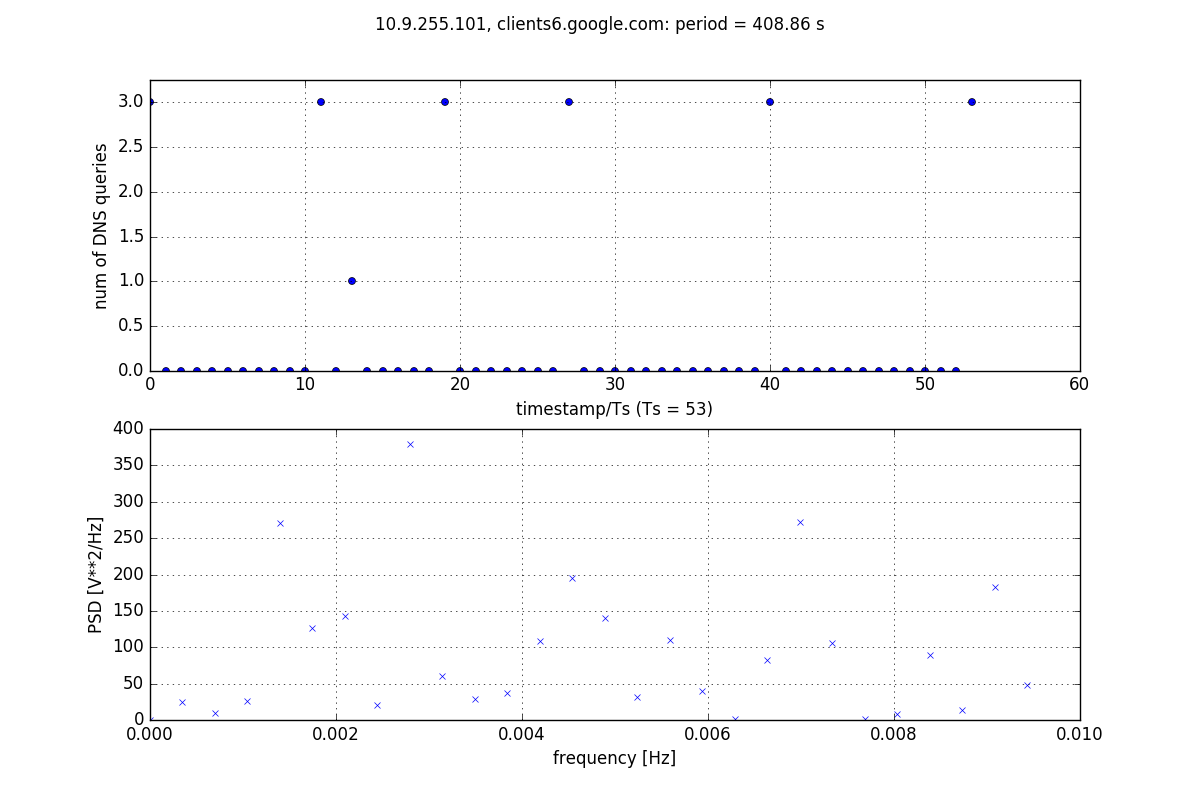 10.9.255.101, clients6.google.com: period = 408.86 s
3.0
2.5
2.0
1.5
1.0
0.5
0.0
num of DNS queries
0 10 20 30 40 50 60
timestamp/Ts (Ts = 53)
400
350
300
250
200
150
100
50
0
PSD [V**2/Hz]
0.000 0.002 0.004 0.006 0.008 0.010
frequency [Hz]